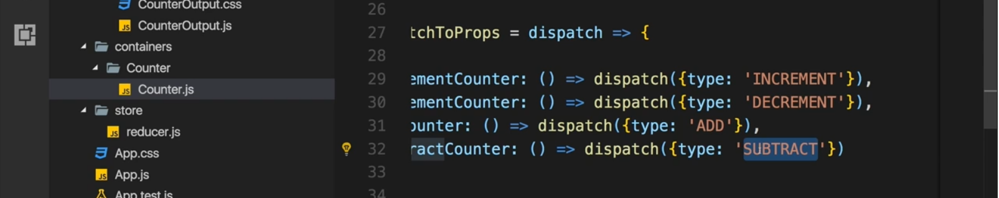 CounterOutput.css
CounterOutput.js
containers
Counter
Counter.js
store
reducer.js
App.css
App.js
App.test.js
26
27 tchToProps = dispatch => {
28
29 ementCounter: () => dispatch({type: 'INCREMENT'}),
30 ementCounter: () => dispatch({type: 'DECREMENT'}),
31 ounter: () => dispatch({type: 'ADD'}),
32 ractCounter: () => dispatch({type: 'SUBTRACT'})
33
34